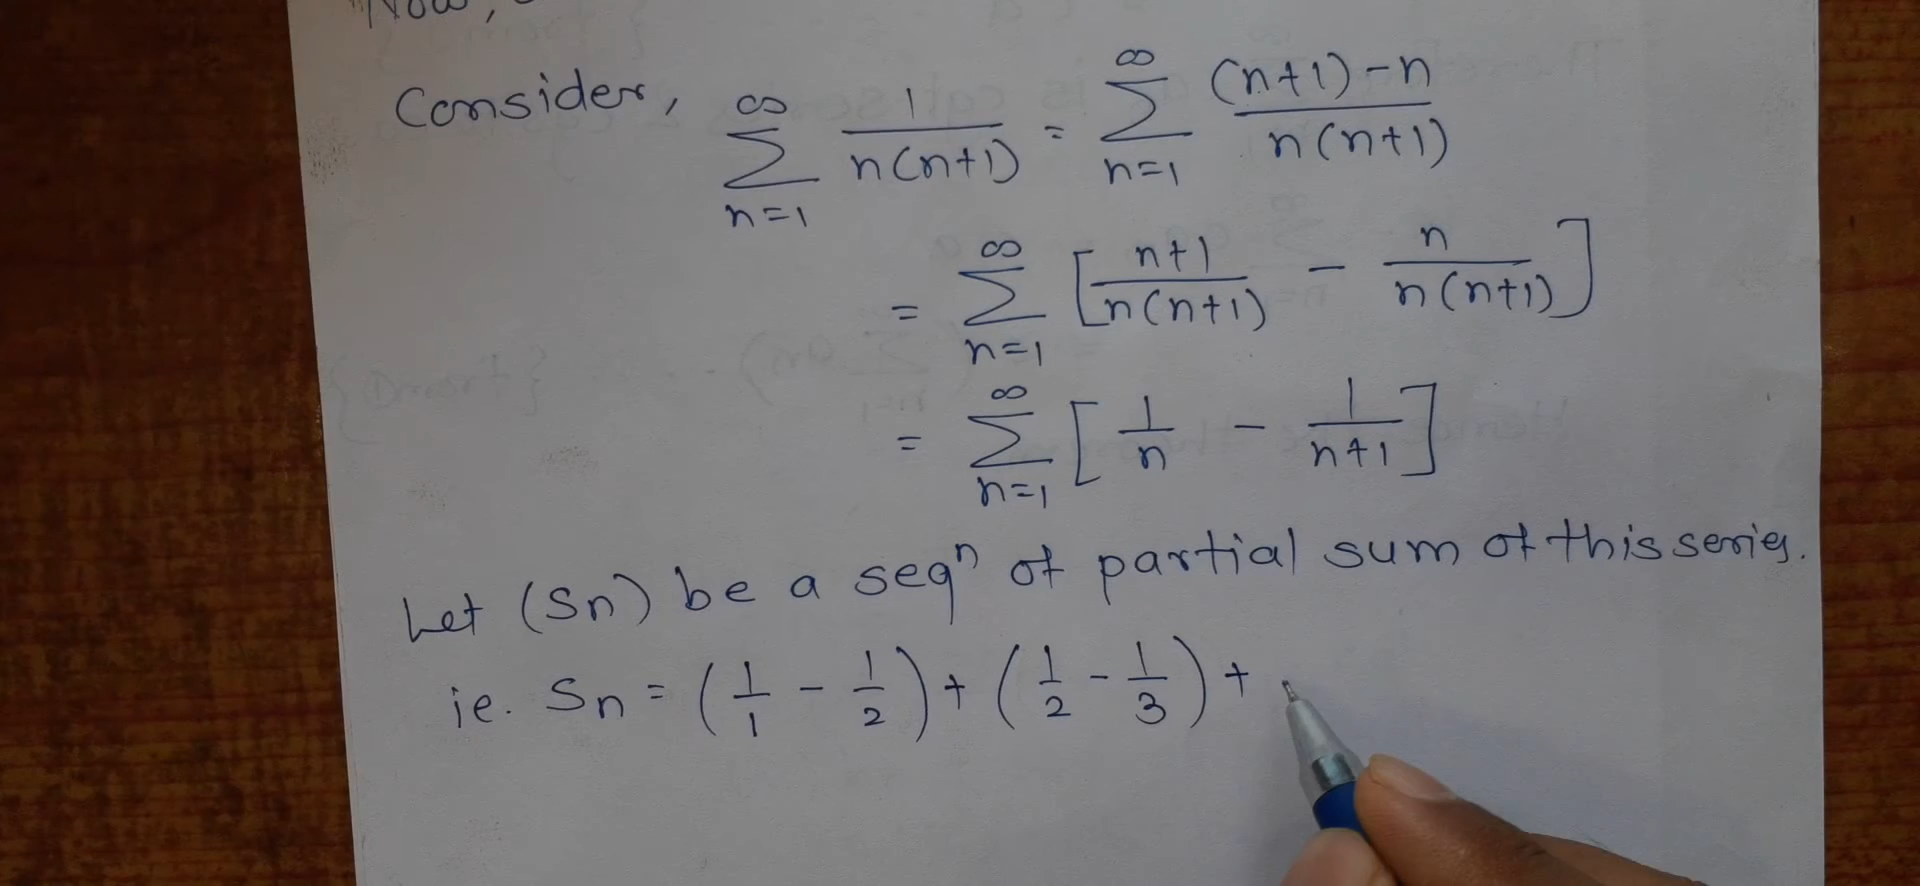 Now,
Consider, ∞∑n=1 1/n(n+1) = ∞∑n=1 (n+1)-n/n(n+1)
= ∞∑n=1 [n+1/n(n+1) - n/n(n+1)]
= ∞∑n=1 [1/n - 1/n+1]
Let (Sn) be a seqⁿ of partial sum of this series.
ie. Sn = (1/1 - 1/2) + (1/2 - 1/3) +